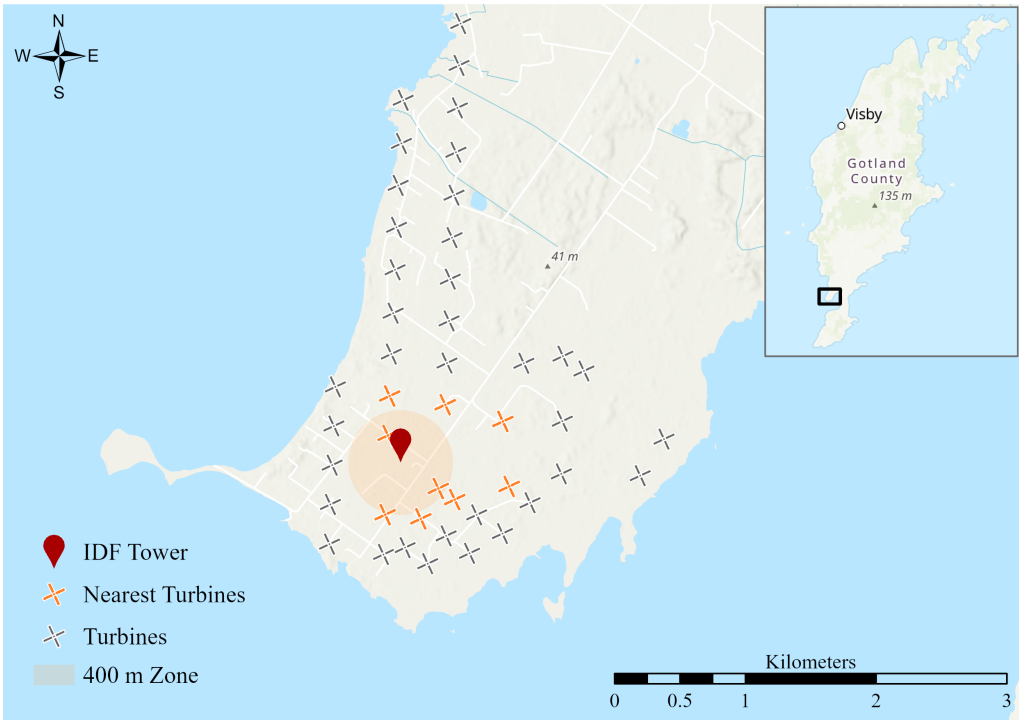 N
W E
S
Visby
Gotland
County
135 m
41 m
IDF Tower
Nearest Turbines
Turbines
400 m Zone
Kilometers
0 0.5 1 2 3